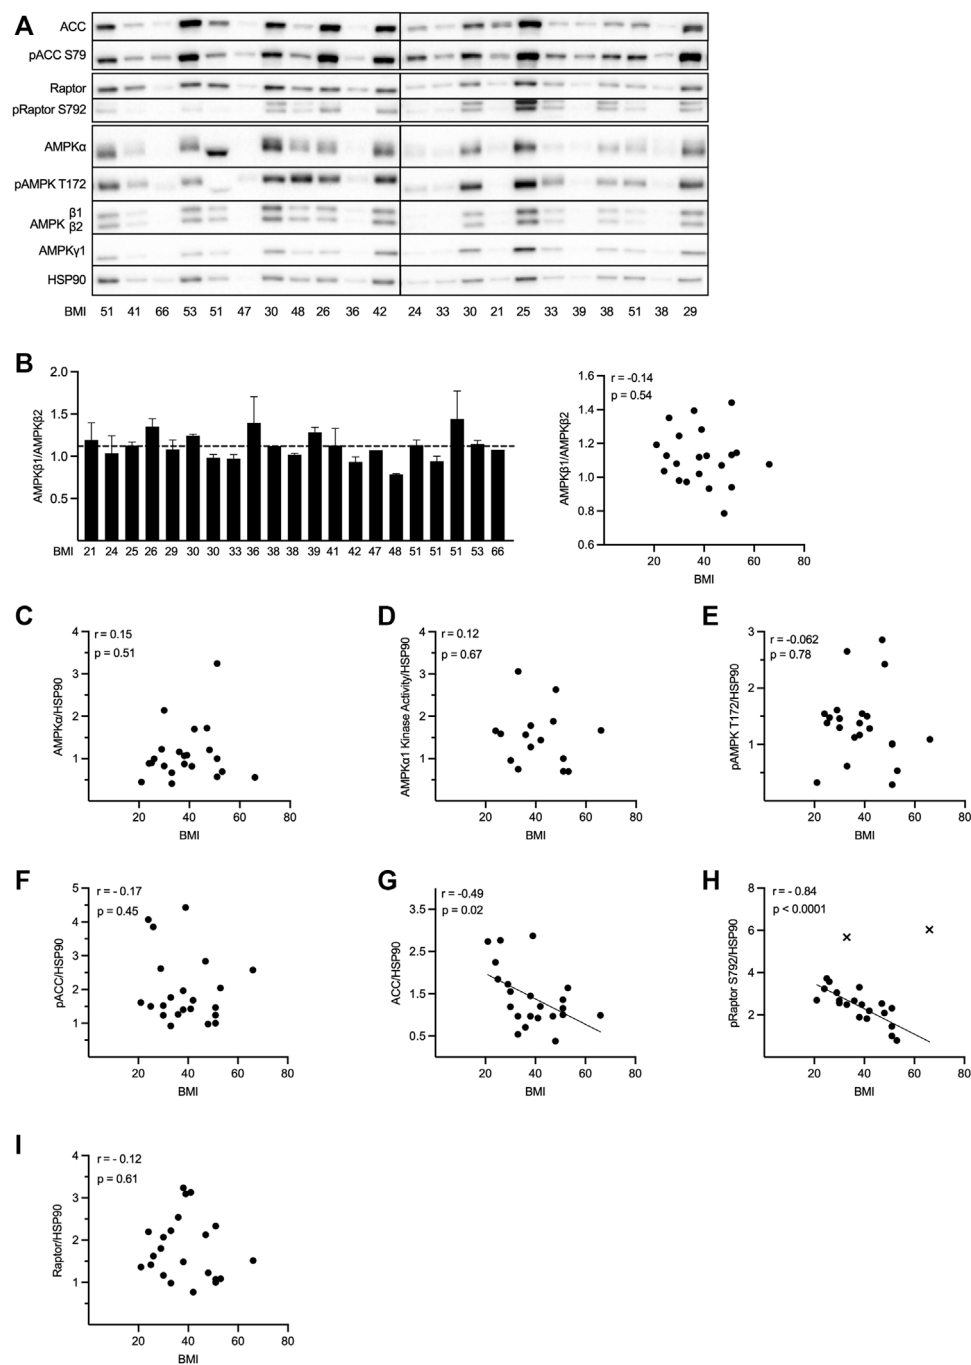 A
ACC
pACC S79
Raptor
pRaptor S792
AMPKα
pAMPK T172
β1
AMPK β2
AMPKγ1
HSP90
BMI 51 41 66 53 51 47 30 48 26 36 42 24 33 30 21 25 33 39 38 51 38 29
B
AMPKβ1/AMPKβ2
2.0
1.5
1.0
0.5
BMI 21 24 25 26 29 30 30 33 36 38 38 39 41 42 47 48 51 51 51 53 66
AMPKβ1/AMPKβ2
r = -0.14
p = 0.54
1.6
1.4
1.2
1.0
0.8
0.6
0 20 40 60 80
BMI
C
AMPKα/HSP90
r = 0.15
p = 0.51
4
3
2
1
20 40 60 80
BMI
D
AMPKα1 Kinase Activity/HSP90
r = 0.12
p = 0.67
4
3
2
1
20 40 60 80
BMI
E
pAMPK T172/HSP90
r = -0.062
p = 0.78
3
2
1
20 40 60 80
BMI
F
pACC/HSP90
r = - 0.17
p = 0.45
5
4
3
2
1
20 40 60 80
BMI
G
ACC/HSP90
r = -0.49
p = 0.02
3.5
2.5
1.5
0.5
20 40 60 80
BMI
H
pRaptor S792/HSP90
r = - 0.84
p < 0.0001
8
6
4
2
20 40 60 80
BMI
I
Raptor/HSP90
r = - 0.12
p = 0.61
4
3
2
1
20 40 60 80
BMI